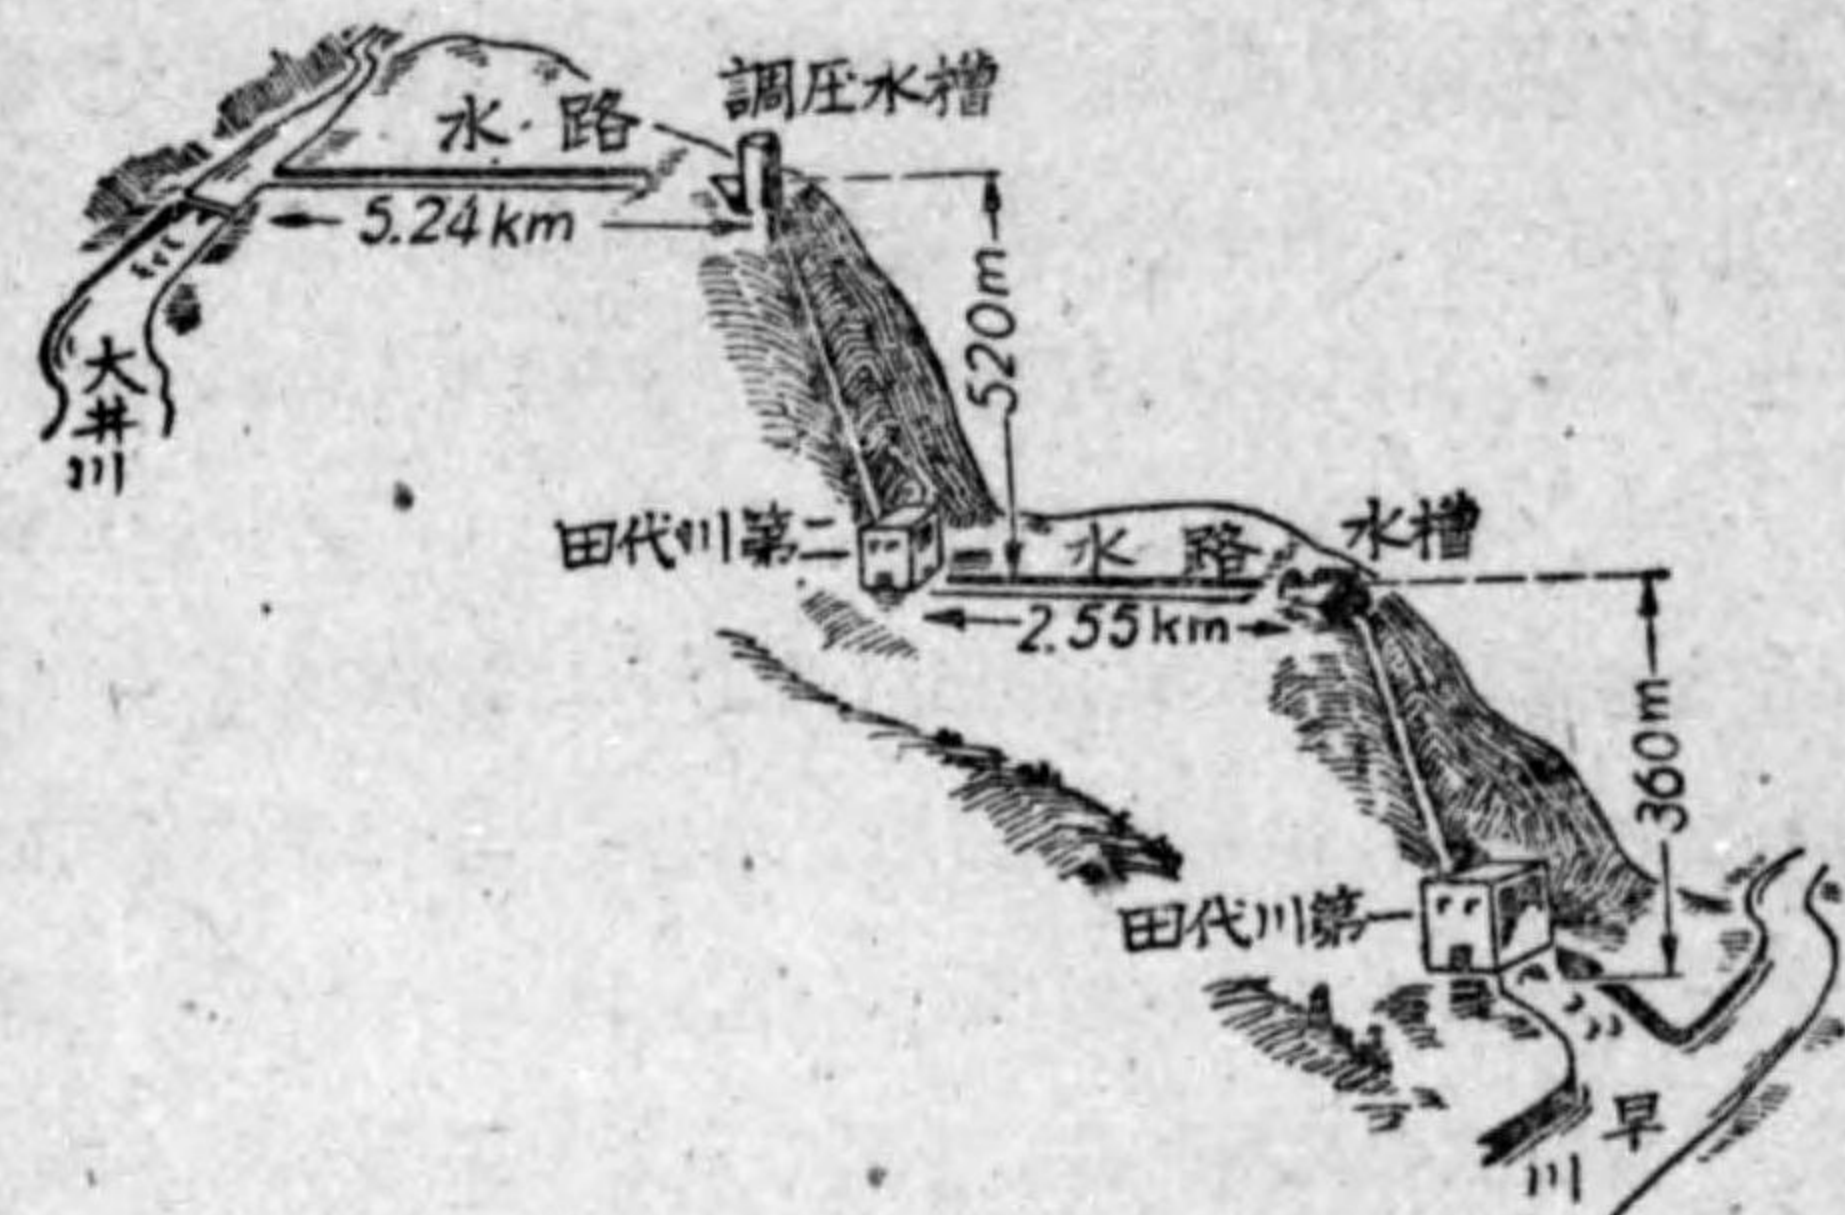 調圧水槽
水路
5.24km
520m
大井川
田代川第二
水路
水槽
2.55km
360m
田代川第一
早川